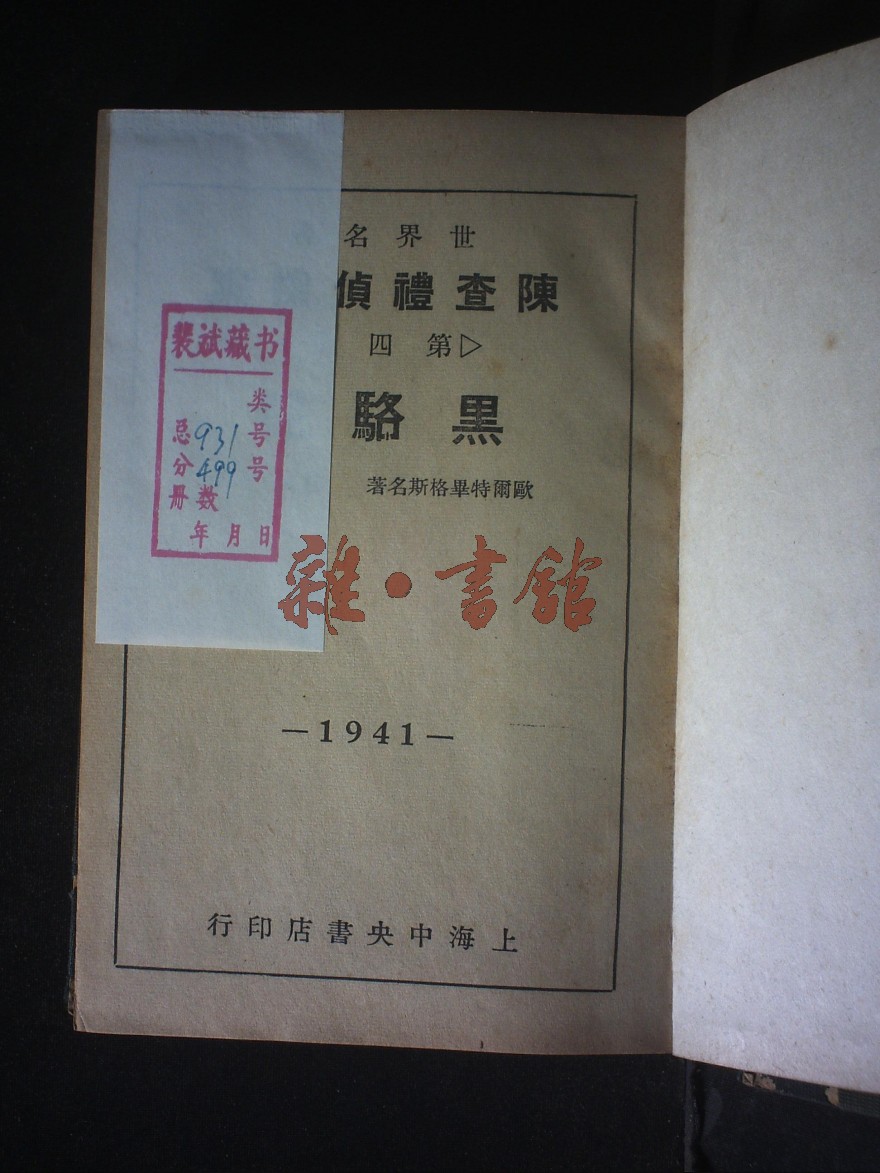 世界名
陳查禮偵
▷第四
黑駱
歐爾特畢格斯名著
—1941—
上海中央書店印行
裴斌藏书
类号号
931
499
总分册数
年月日
雜·書館